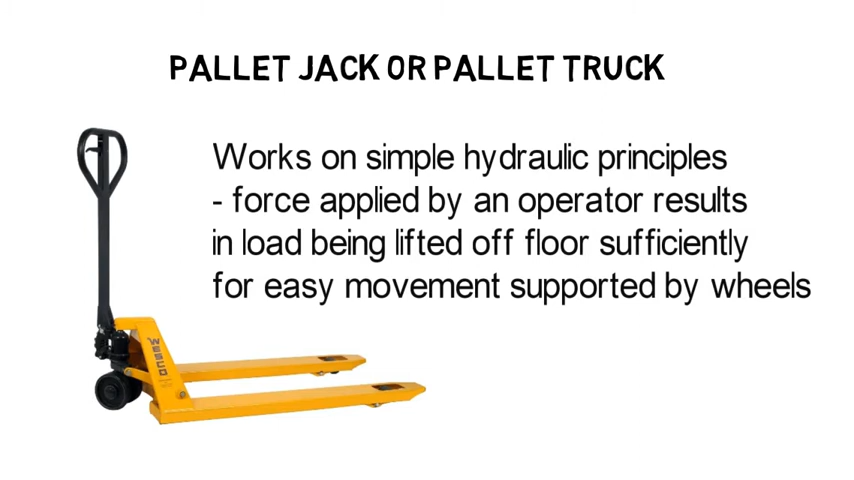 PALLET JACK OR PALLET TRUCK
Works on simple hydraulic principles
- force applied by an operator results
in load being lifted off floor sufficiently
for easy movement supported by wheels
WESCO